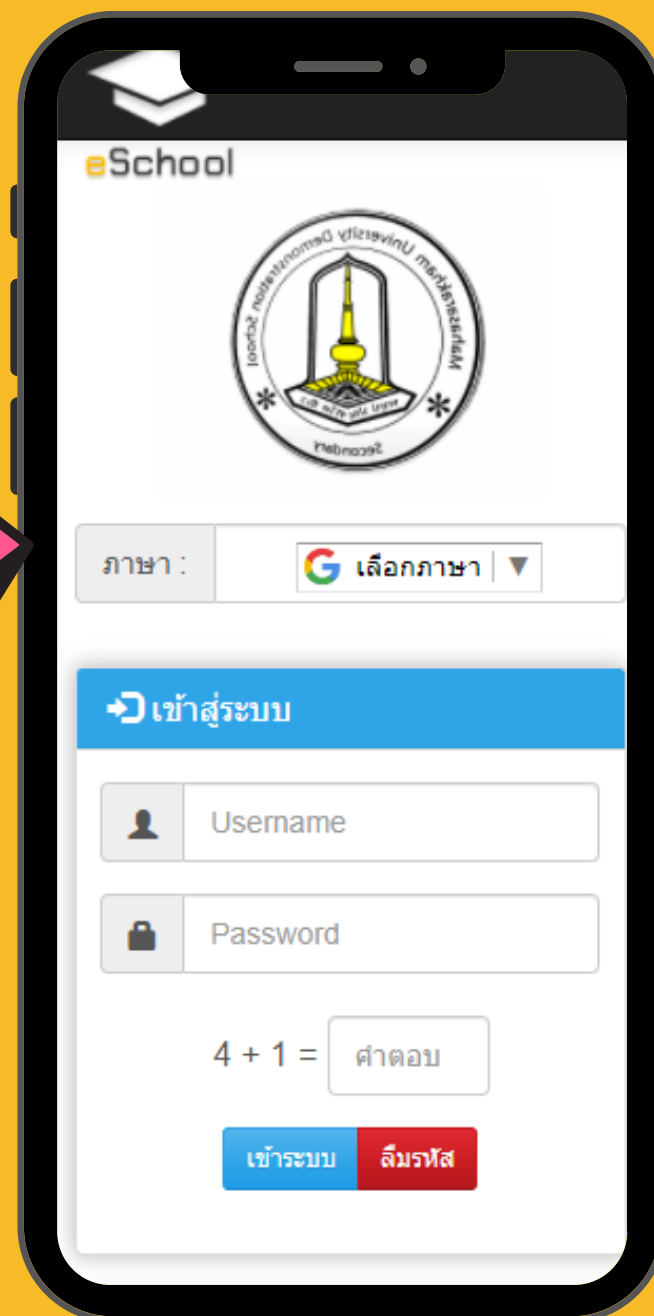 eSchool
Mahasarakham University Demonstration School
Secondary
ภาษา :
เลือกภาษา ▼
เข้าสู่ระบบ
Username
Password
4 + 1 = คำตอบ
เข้าระบบ ลืมรหัส